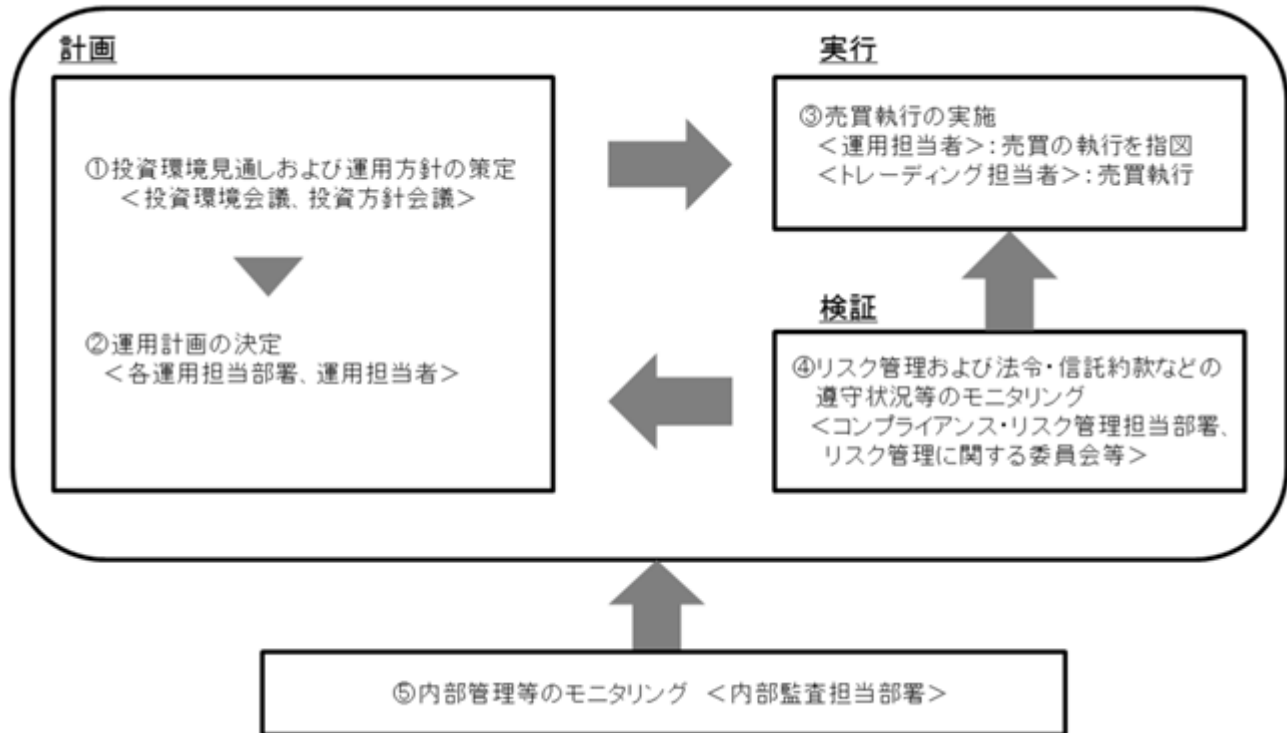 計画
①投資環境見通しおよび運用方針の策定
＜投資環境会議、投資方針会議＞
②運用計画の決定
＜各運用担当部署、運用担当者＞
実行
③売買執行の実施
＜運用担当者＞：売買の執行を指図
＜トレーディング担当者＞：売買執行
検証
④リスク管理および法令・信託約款などの
遵守状況等のモニタリング
＜コンプライアンス・リスク管理担当部署、
リスク管理に関する委員会等＞
⑤内部管理等のモニタリング　＜内部監査担当部署＞